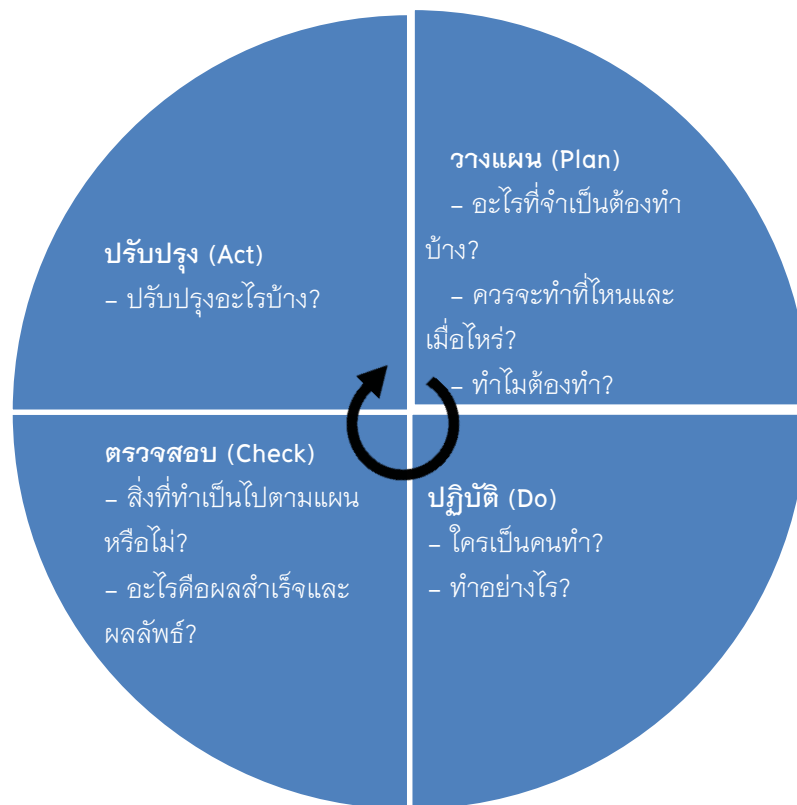 วางแผน (Plan)
– อะไรที่จำเป็นต้องทำ
บ้าง?
– ควรจะทำที่ไหนและ
เมื่อไหร่?
– ทำไมต้องทำ?
ปฏิบัติ (Do)
– ใครเป็นคนทำ?
– ทำอย่างไร?
ตรวจสอบ (Check)
– สิ่งที่ทำเป็นไปตามแผน
หรือไม่?
– อะไรคือผลสำเร็จและ
ผลลัพธ์?
ปรับปรุง (Act)
– ปรับปรุงอะไรบ้าง?